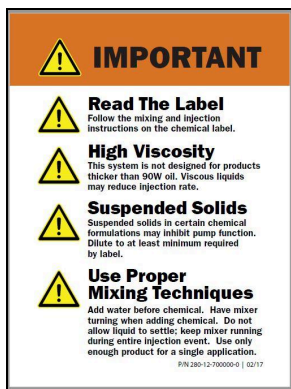 IMPORTANT
Read The Label
Follow the mixing and injection
instructions on the chemical label.
High Viscosity
This system is not designed for products
thicker than 90W oil. Viscous liquids
may reduce injection rate.
Suspended Solids
Suspended solids in certain chemical
formulations may inhibit pump function.
Dilute to at least minimum required
by label.
Use Proper
Mixing Techniques
Add water before chemical. Have mixer
turning when adding chemical. Do not
allow liquid to settle; keep mixer running
during entire injection event. Use only
enough product for a single application.
P/N 280-12-700000-0 | 02/17